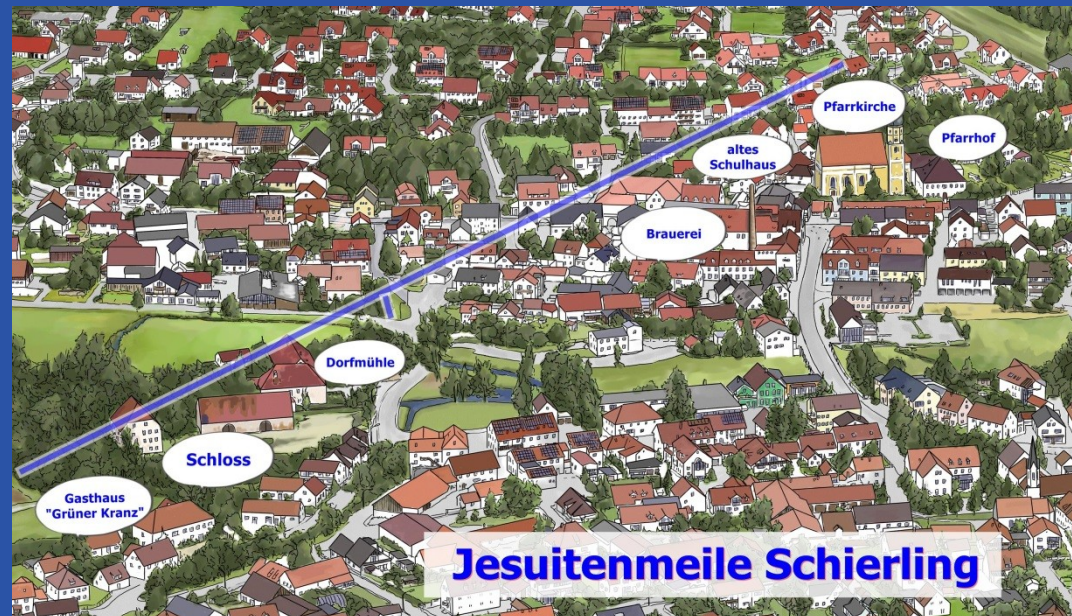 Pfarrkirche
Pfarrhof
altes
Schulhaus
Brauerei
Dorfmühle
Schloss
Gasthaus
"Grüner Kranz"
Jesuitenmeile Schierling